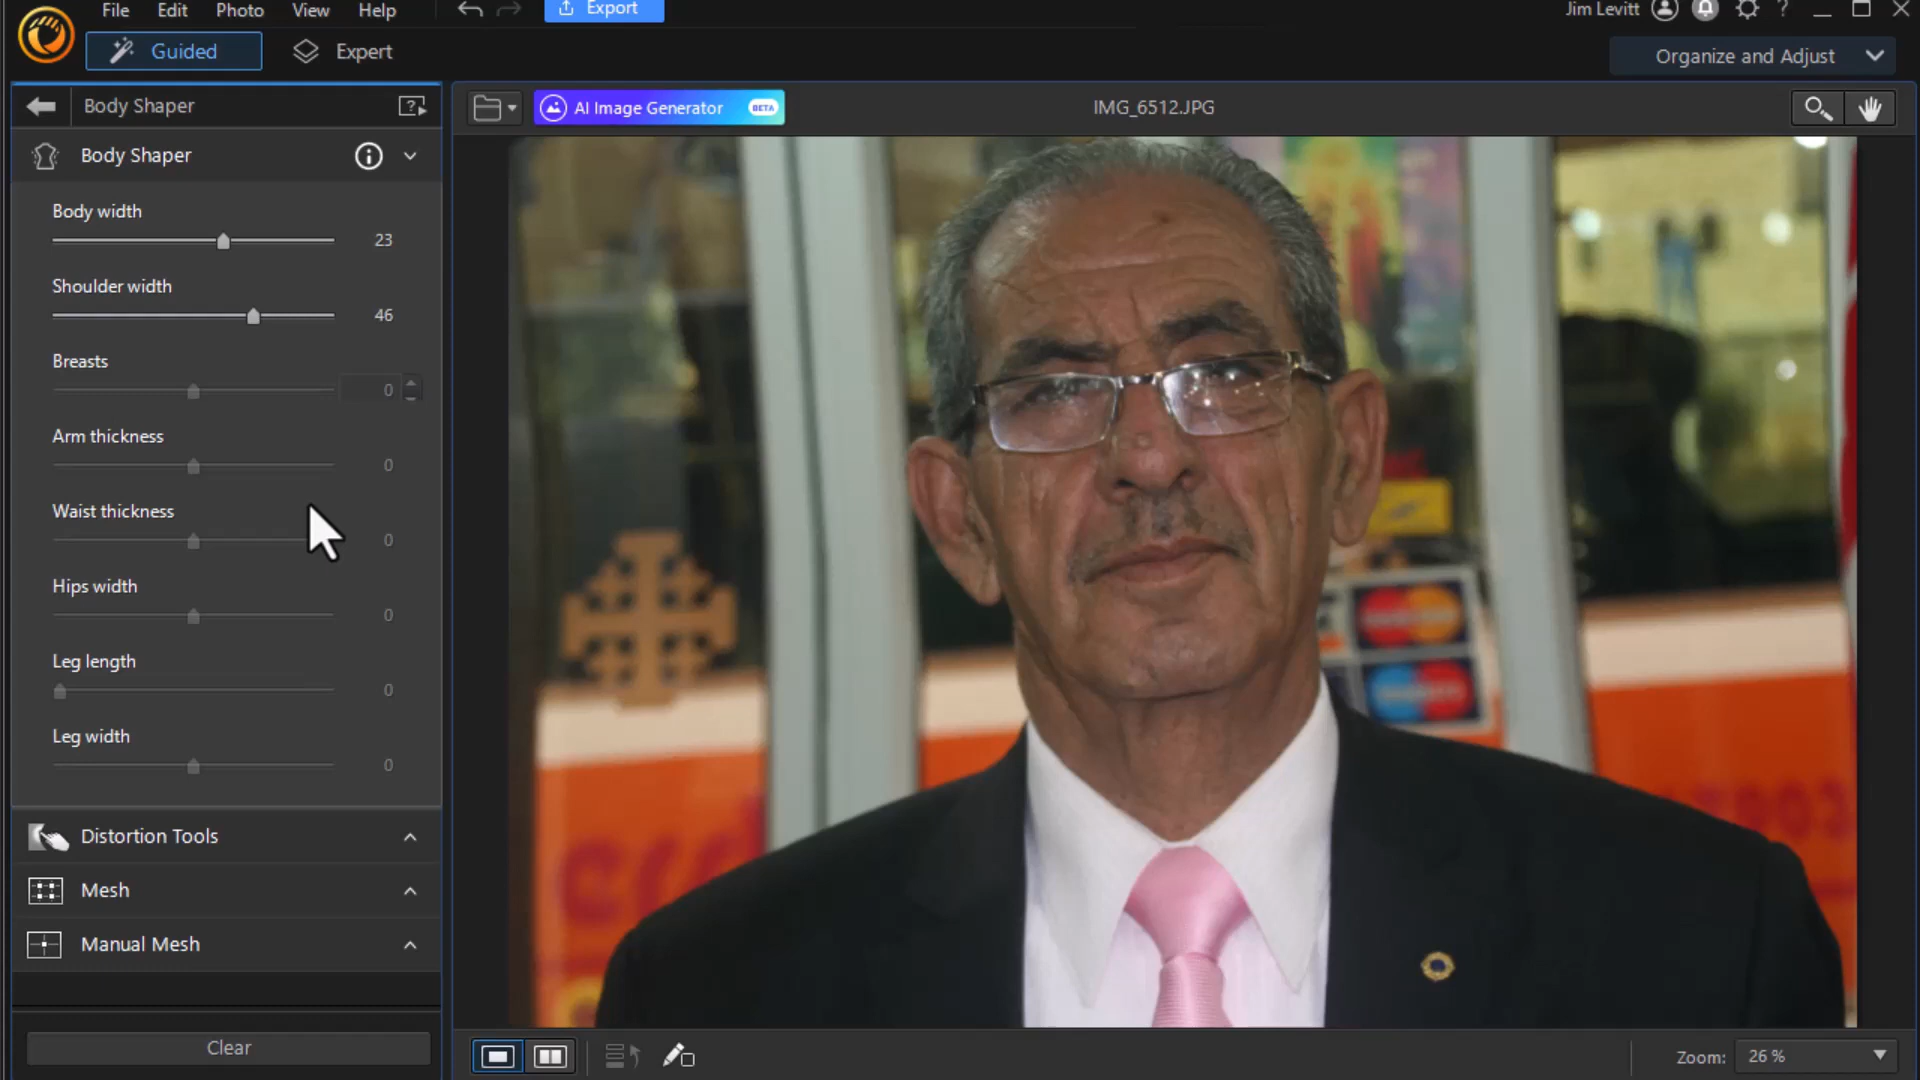 File Edit Photo View Help
Export
Jim Levitt
?
Guided
Expert
Organize and Adjust
Body Shaper
?
AI Image Generator BETA
IMG_6512.JPG
Body Shaper
Body width
23
Shoulder width
46
Breasts
0
Arm thickness
0
Waist thickness
0
Hips width
0
Leg length
0
Leg width
0
Distortion Tools
Mesh
Manual Mesh
Clear
Zoom: 26 %